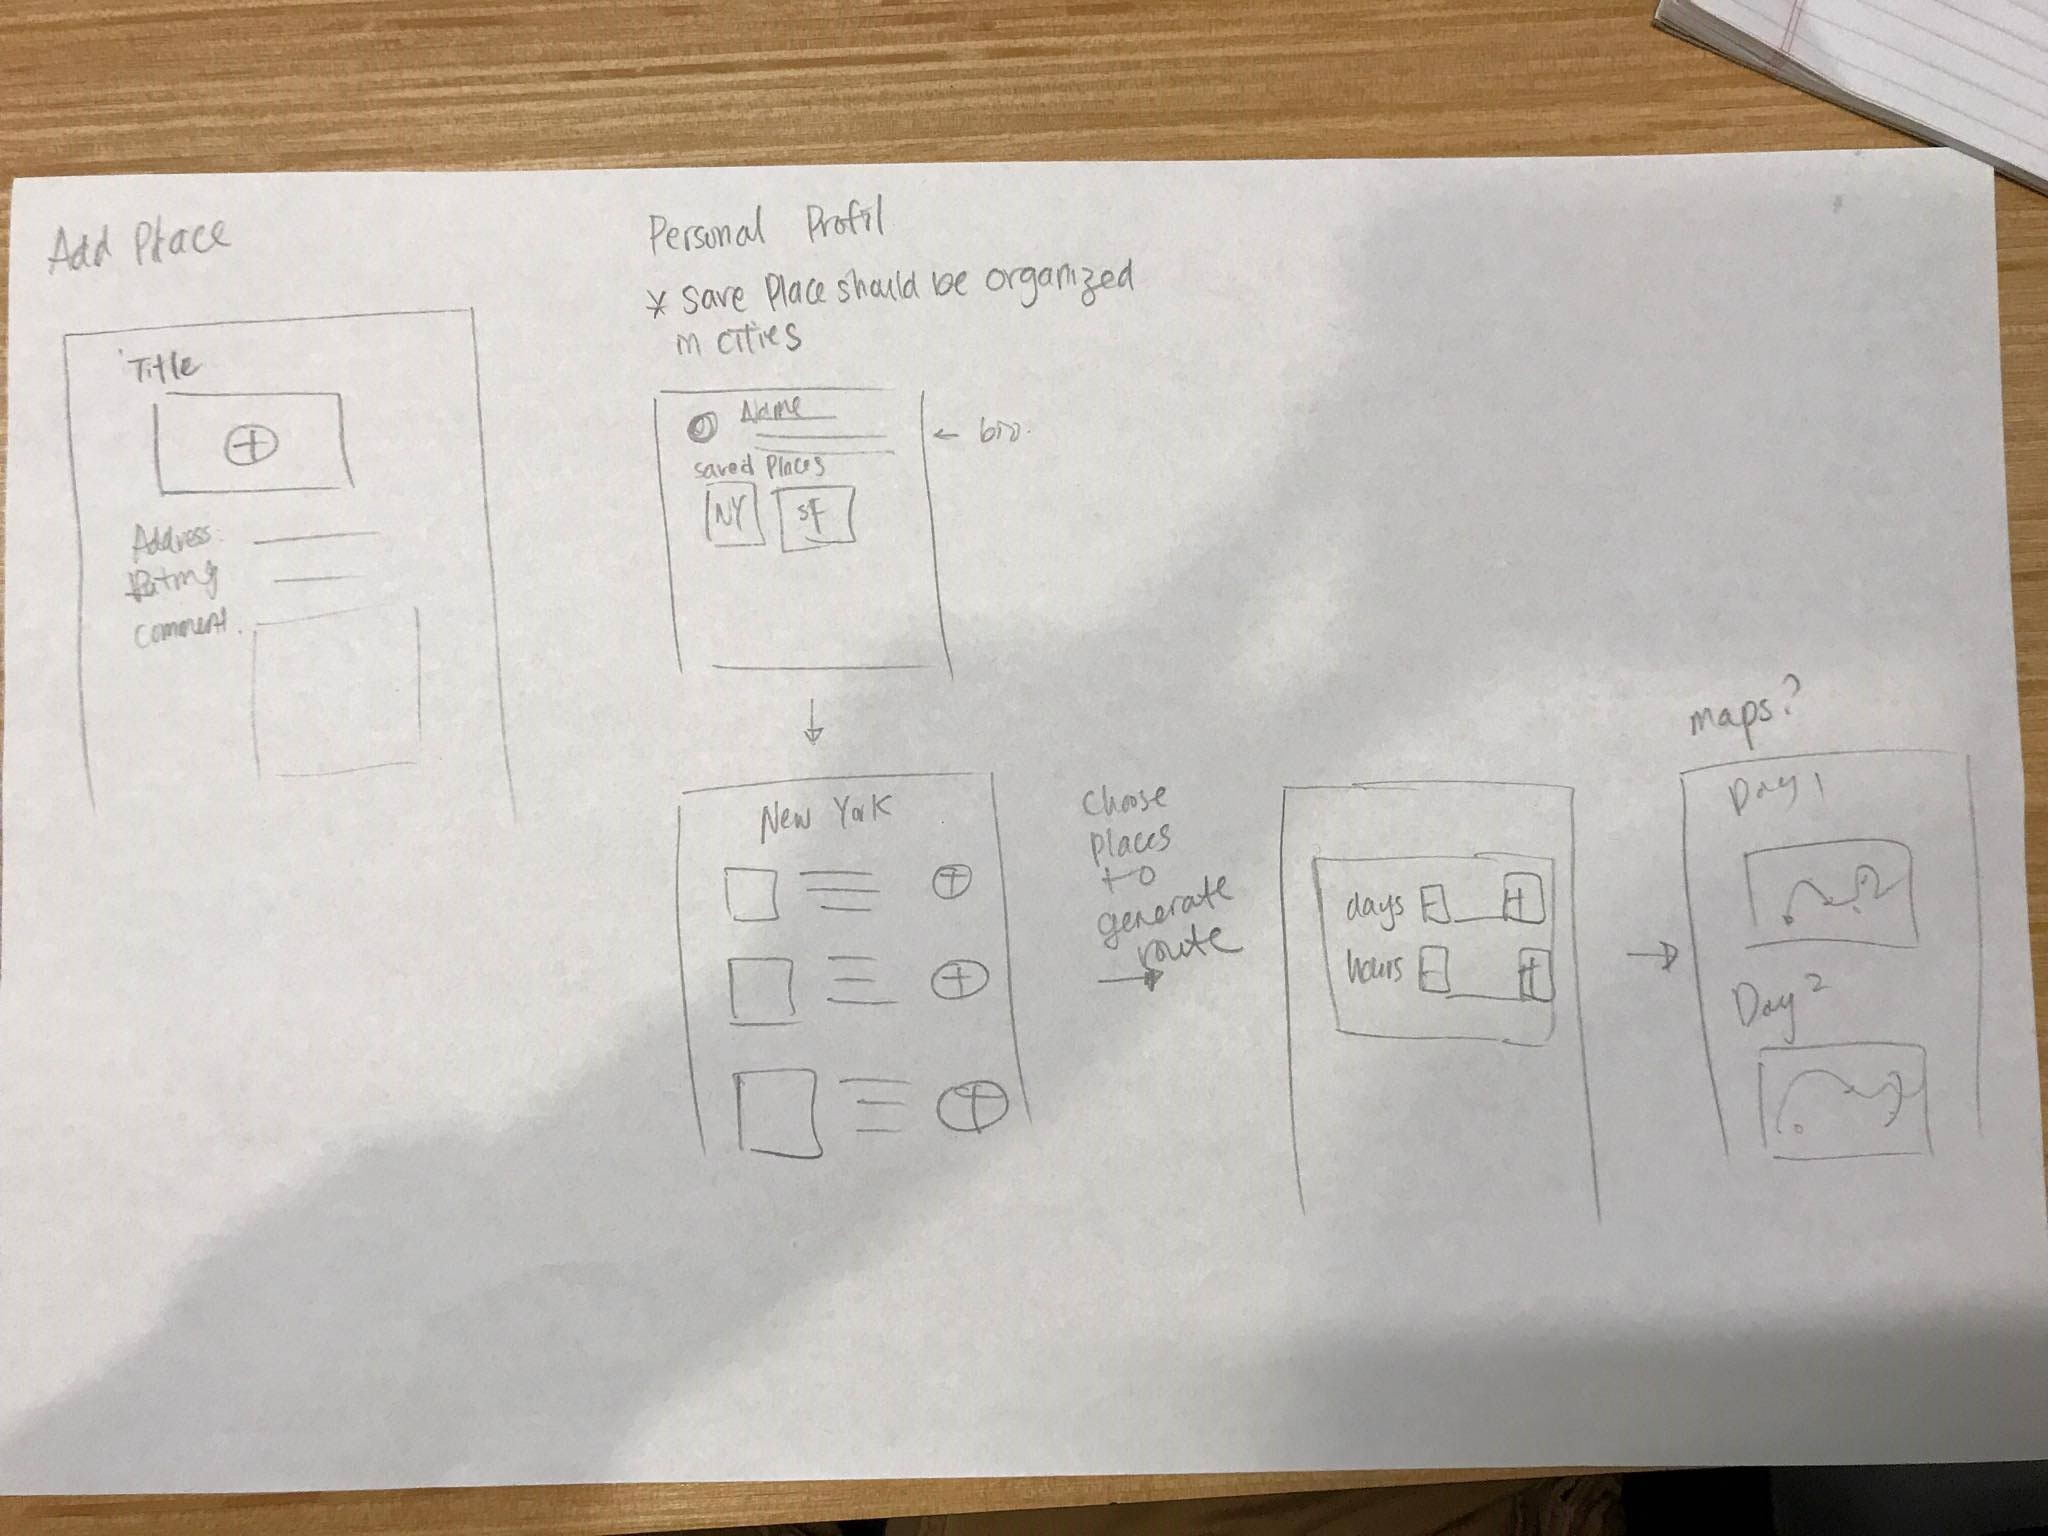 Add Place
Title
Address
Rating
Comment.
Personal Profil
* Save Place should be organized
in cities
Name
← bio.
Saved Places
NY
SF
New York
Choose
places
to
generate
route
days - +
hours - +
maps?
Day 1
Day 2